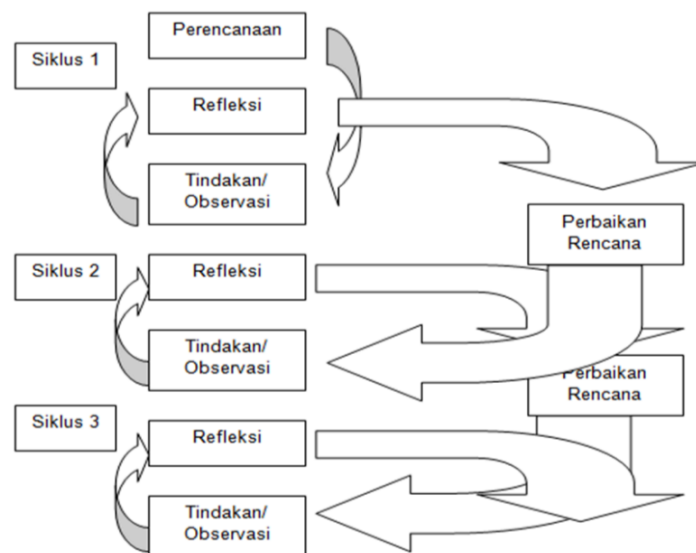 Perencanaan
Siklus 1
Refleksi
Tindakan/
Observasi
Perbaikan
Rencana
Siklus 2
Refleksi
Tindakan/
Observasi
Perbaikan
Rencana
Siklus 3
Refleksi
Tindakan/
Observasi